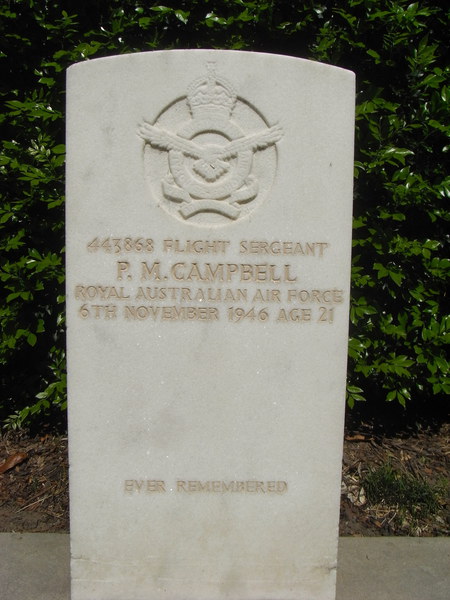 443868 FLIGHT SERGEANT
P. M. CAMPBELL
ROYAL AUSTRALIAN AIR FORCE
6TH NOVEMBER 1946 AGE 21
EVER REMEMBERED